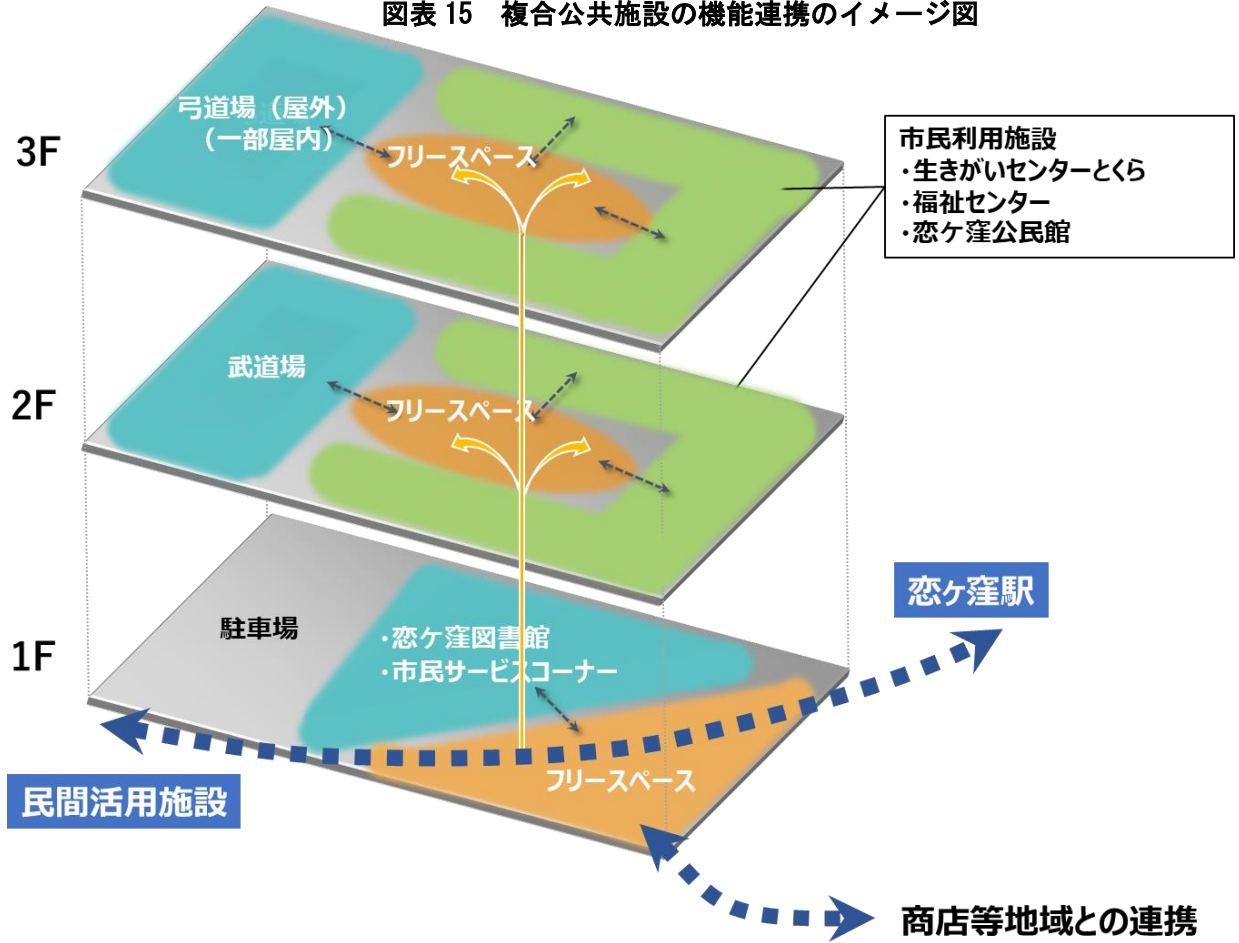 図表 15　複合公共施設の機能連携のイメージ図
3F
弓道場（屋外）
（一部屋内）
フリースペース
市民利用施設
・生きがいセンターとくら
・福祉センター
・恋ケ窪公民館
2F
武道場
フリースペース
1F
駐車場
・恋ケ窪図書館
・市民サービスコーナー
フリースペース
恋ヶ窪駅
民間活用施設
商店等地域との連携